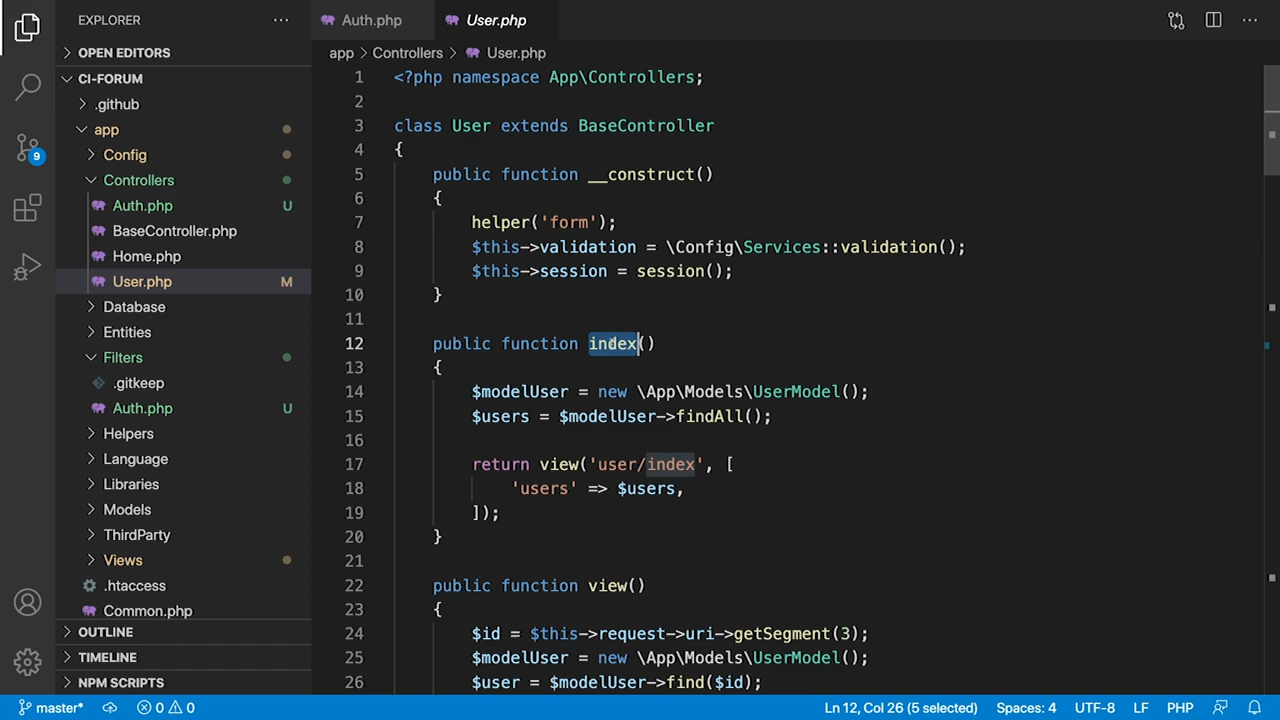 EXPLORER
OPEN EDITORS
CI-FORUM
.github
app
Config
Controllers
Auth.php U
BaseController.php
Home.php
User.php M
Database
Entities
Filters
.gitkeep
Auth.php U
Helpers
Language
Libraries
Models
ThirdParty
Views
.htaccess
Common.php
OUTLINE
TIMELINE
NPM SCRIPTS
9
Auth.php User.php
app > Controllers > User.php
1 <?php namespace App\Controllers;
2
3 class User extends BaseController
4 {
5 public function __construct()
6 {
7 helper('form');
8 $this->validation = \Config\Services::validation();
9 $this->session = session();
10 }
11
12 public function index()
13 {
14 $modelUser = new \App\Models\UserModel();
15 $users = $modelUser->findAll();
16
17 return view('user/index', [
18 'users' => $users,
19 ]);
20 }
21
22 public function view()
23 {
24 $id = $this->request->uri->getSegment(3);
25 $modelUser = new \App\Models\UserModel();
26 $user = $modelUser->find($id);
master* 0 0 Ln 12, Col 26 (5 selected) Spaces: 4 UTF-8 LF PHP